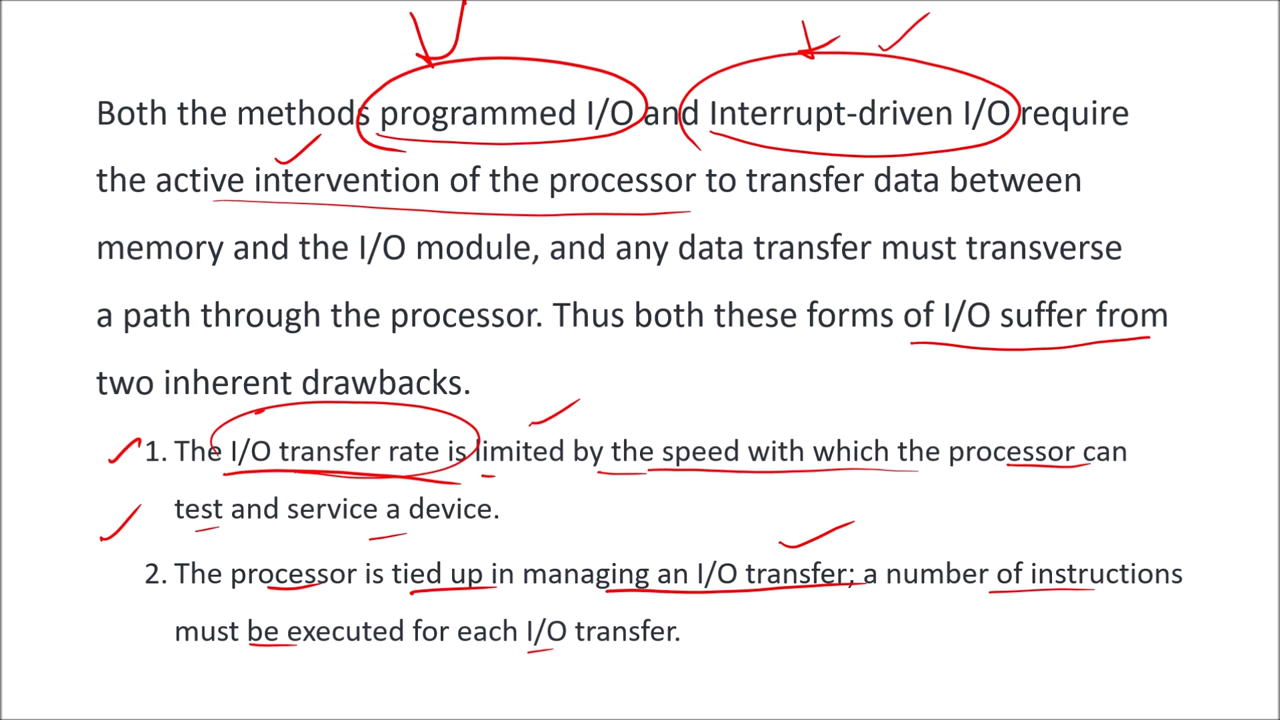 Both the methods programmed I/O and Interrupt-driven I/O require
the active intervention of the processor to transfer data between
memory and the I/O module, and any data transfer must transverse
a path through the processor. Thus both these forms of I/O suffer from
two inherent drawbacks.
1. The I/O transfer rate is limited by the speed with which the processor can
test and service a device.
2. The processor is tied up in managing an I/O transfer; a number of instructions
must be executed for each I/O transfer.